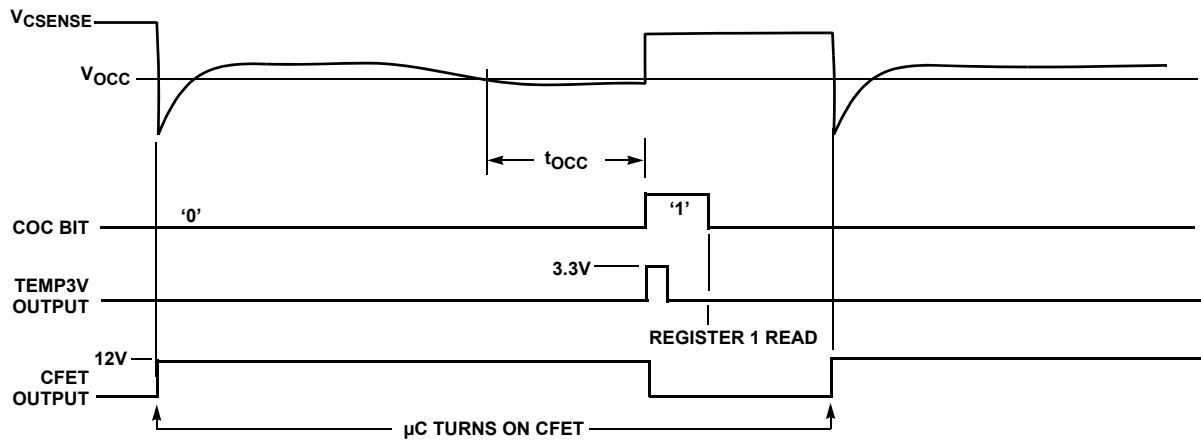 VCSENSE
VOCC
tOCC
COC BIT
‘0’
‘1’
3.3V
TEMP3V
OUTPUT
REGISTER 1 READ
12V
CFET
OUTPUT
µC TURNS ON CFET